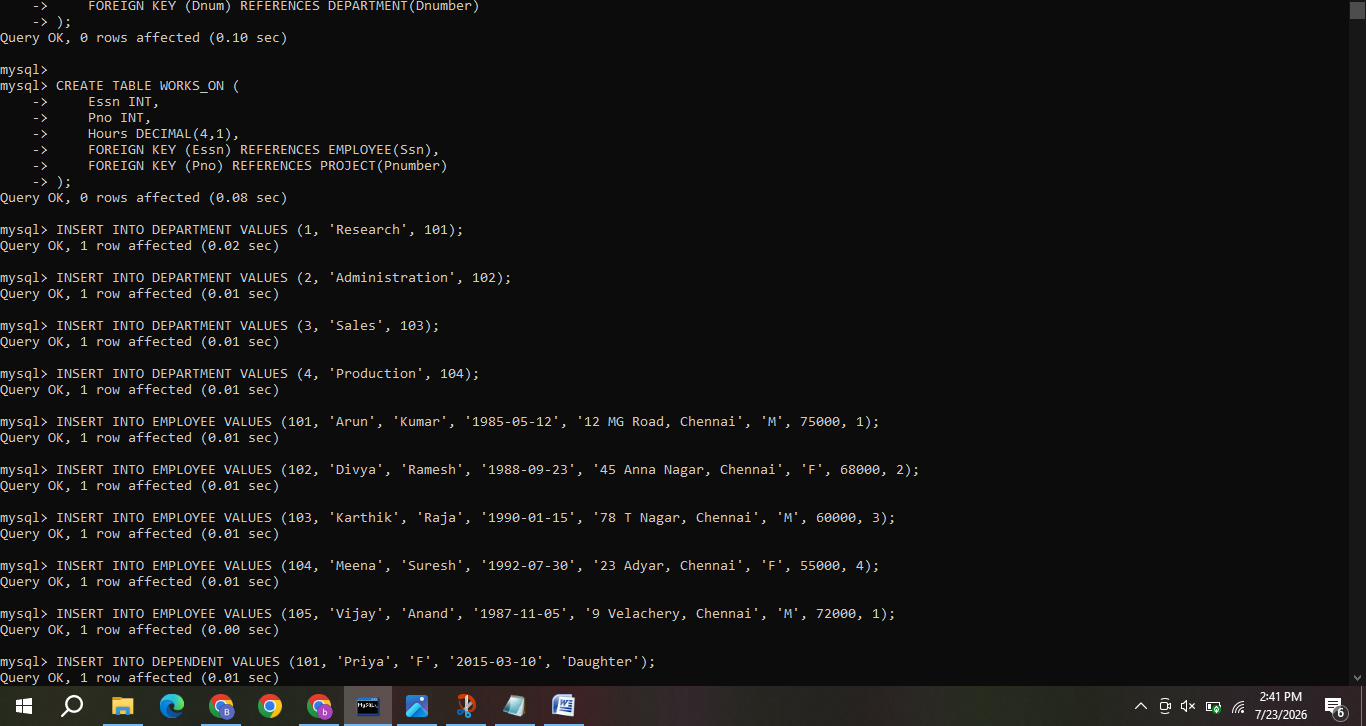 ->     FOREIGN KEY (Dnum) REFERENCES DEPARTMENT(Dnumber)
    -> );
Query OK, 0 rows affected (0.10 sec)

mysql>
mysql> CREATE TABLE WORKS_ON (
    ->     Essn INT,
    ->     Pno INT,
    ->     Hours DECIMAL(4,1),
    ->     FOREIGN KEY (Essn) REFERENCES EMPLOYEE(Ssn),
    ->     FOREIGN KEY (Pno) REFERENCES PROJECT(Pnumber)
    -> );
Query OK, 0 rows affected (0.08 sec)

mysql> INSERT INTO DEPARTMENT VALUES (1, 'Research', 101);
Query OK, 1 row affected (0.02 sec)

mysql> INSERT INTO DEPARTMENT VALUES (2, 'Administration', 102);
Query OK, 1 row affected (0.01 sec)

mysql> INSERT INTO DEPARTMENT VALUES (3, 'Sales', 103);
Query OK, 1 row affected (0.01 sec)

mysql> INSERT INTO DEPARTMENT VALUES (4, 'Production', 104);
Query OK, 1 row affected (0.01 sec)

mysql> INSERT INTO EMPLOYEE VALUES (101, 'Arun', 'Kumar', '1985-05-12', '12 MG Road, Chennai', 'M', 75000, 1);
Query OK, 1 row affected (0.01 sec)

mysql> INSERT INTO EMPLOYEE VALUES (102, 'Divya', 'Ramesh', '1988-09-23', '45 Anna Nagar, Chennai', 'F', 68000, 2);
Query OK, 1 row affected (0.01 sec)

mysql> INSERT INTO EMPLOYEE VALUES (103, 'Karthik', 'Raja', '1990-01-15', '78 T Nagar, Chennai', 'M', 60000, 3);
Query OK, 1 row affected (0.01 sec)

mysql> INSERT INTO EMPLOYEE VALUES (104, 'Meena', 'Suresh', '1992-07-30', '23 Adyar, Chennai', 'F', 55000, 4);
Query OK, 1 row affected (0.01 sec)

mysql> INSERT INTO EMPLOYEE VALUES (105, 'Vijay', 'Anand', '1987-11-05', '9 Velachery, Chennai', 'M', 72000, 1);
Query OK, 1 row affected (0.00 sec)

mysql> INSERT INTO DEPENDENT VALUES (101, 'Priya', 'F', '2015-03-10', 'Daughter');
Query OK, 1 row affected (0.01 sec)
B
b
W
2:41 PM
7/23/2026
6